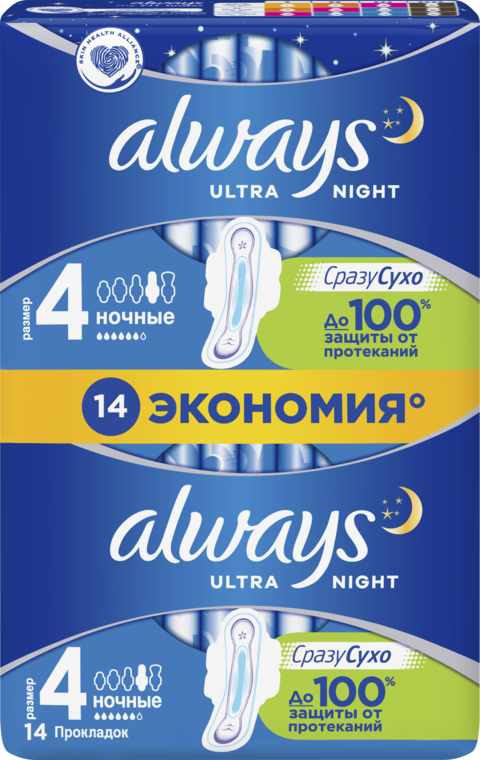 SKIN HEALTH ALLIANCE
always
ULTRA NIGHT
размер
4
ночные
СразуСухо
До 100%
защиты от
протеканий
14 ЭКОНОМИЯ°
always
ULTRA NIGHT
размер
4
ночные
14 Прокладок
СразуСухо
До 100%
защиты от
протеканий